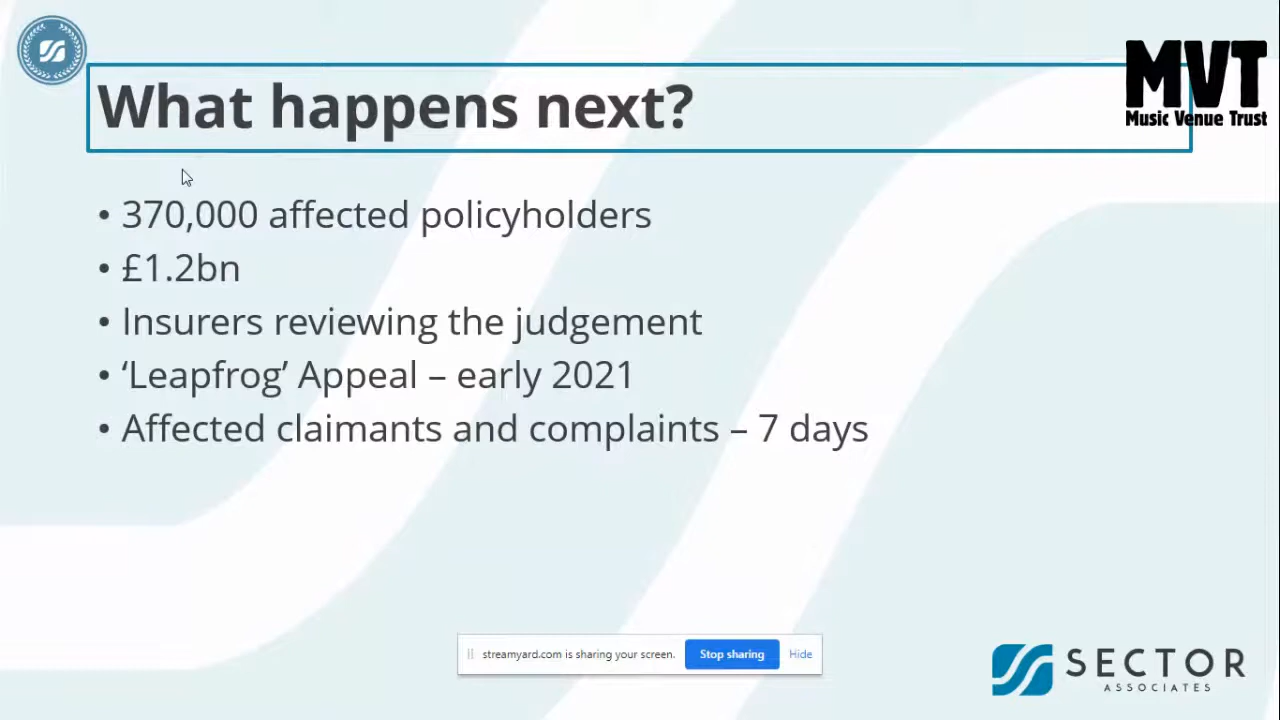 MVT
Music Venue Trust
What happens next?
• 370,000 affected policyholders
• £1.2bn
• Insurers reviewing the judgement
• ‘Leapfrog’ Appeal – early 2021
• Affected claimants and complaints – 7 days
streamyard.com is sharing your screen. Stop sharing Hide
SECTOR
ASSOCIATES